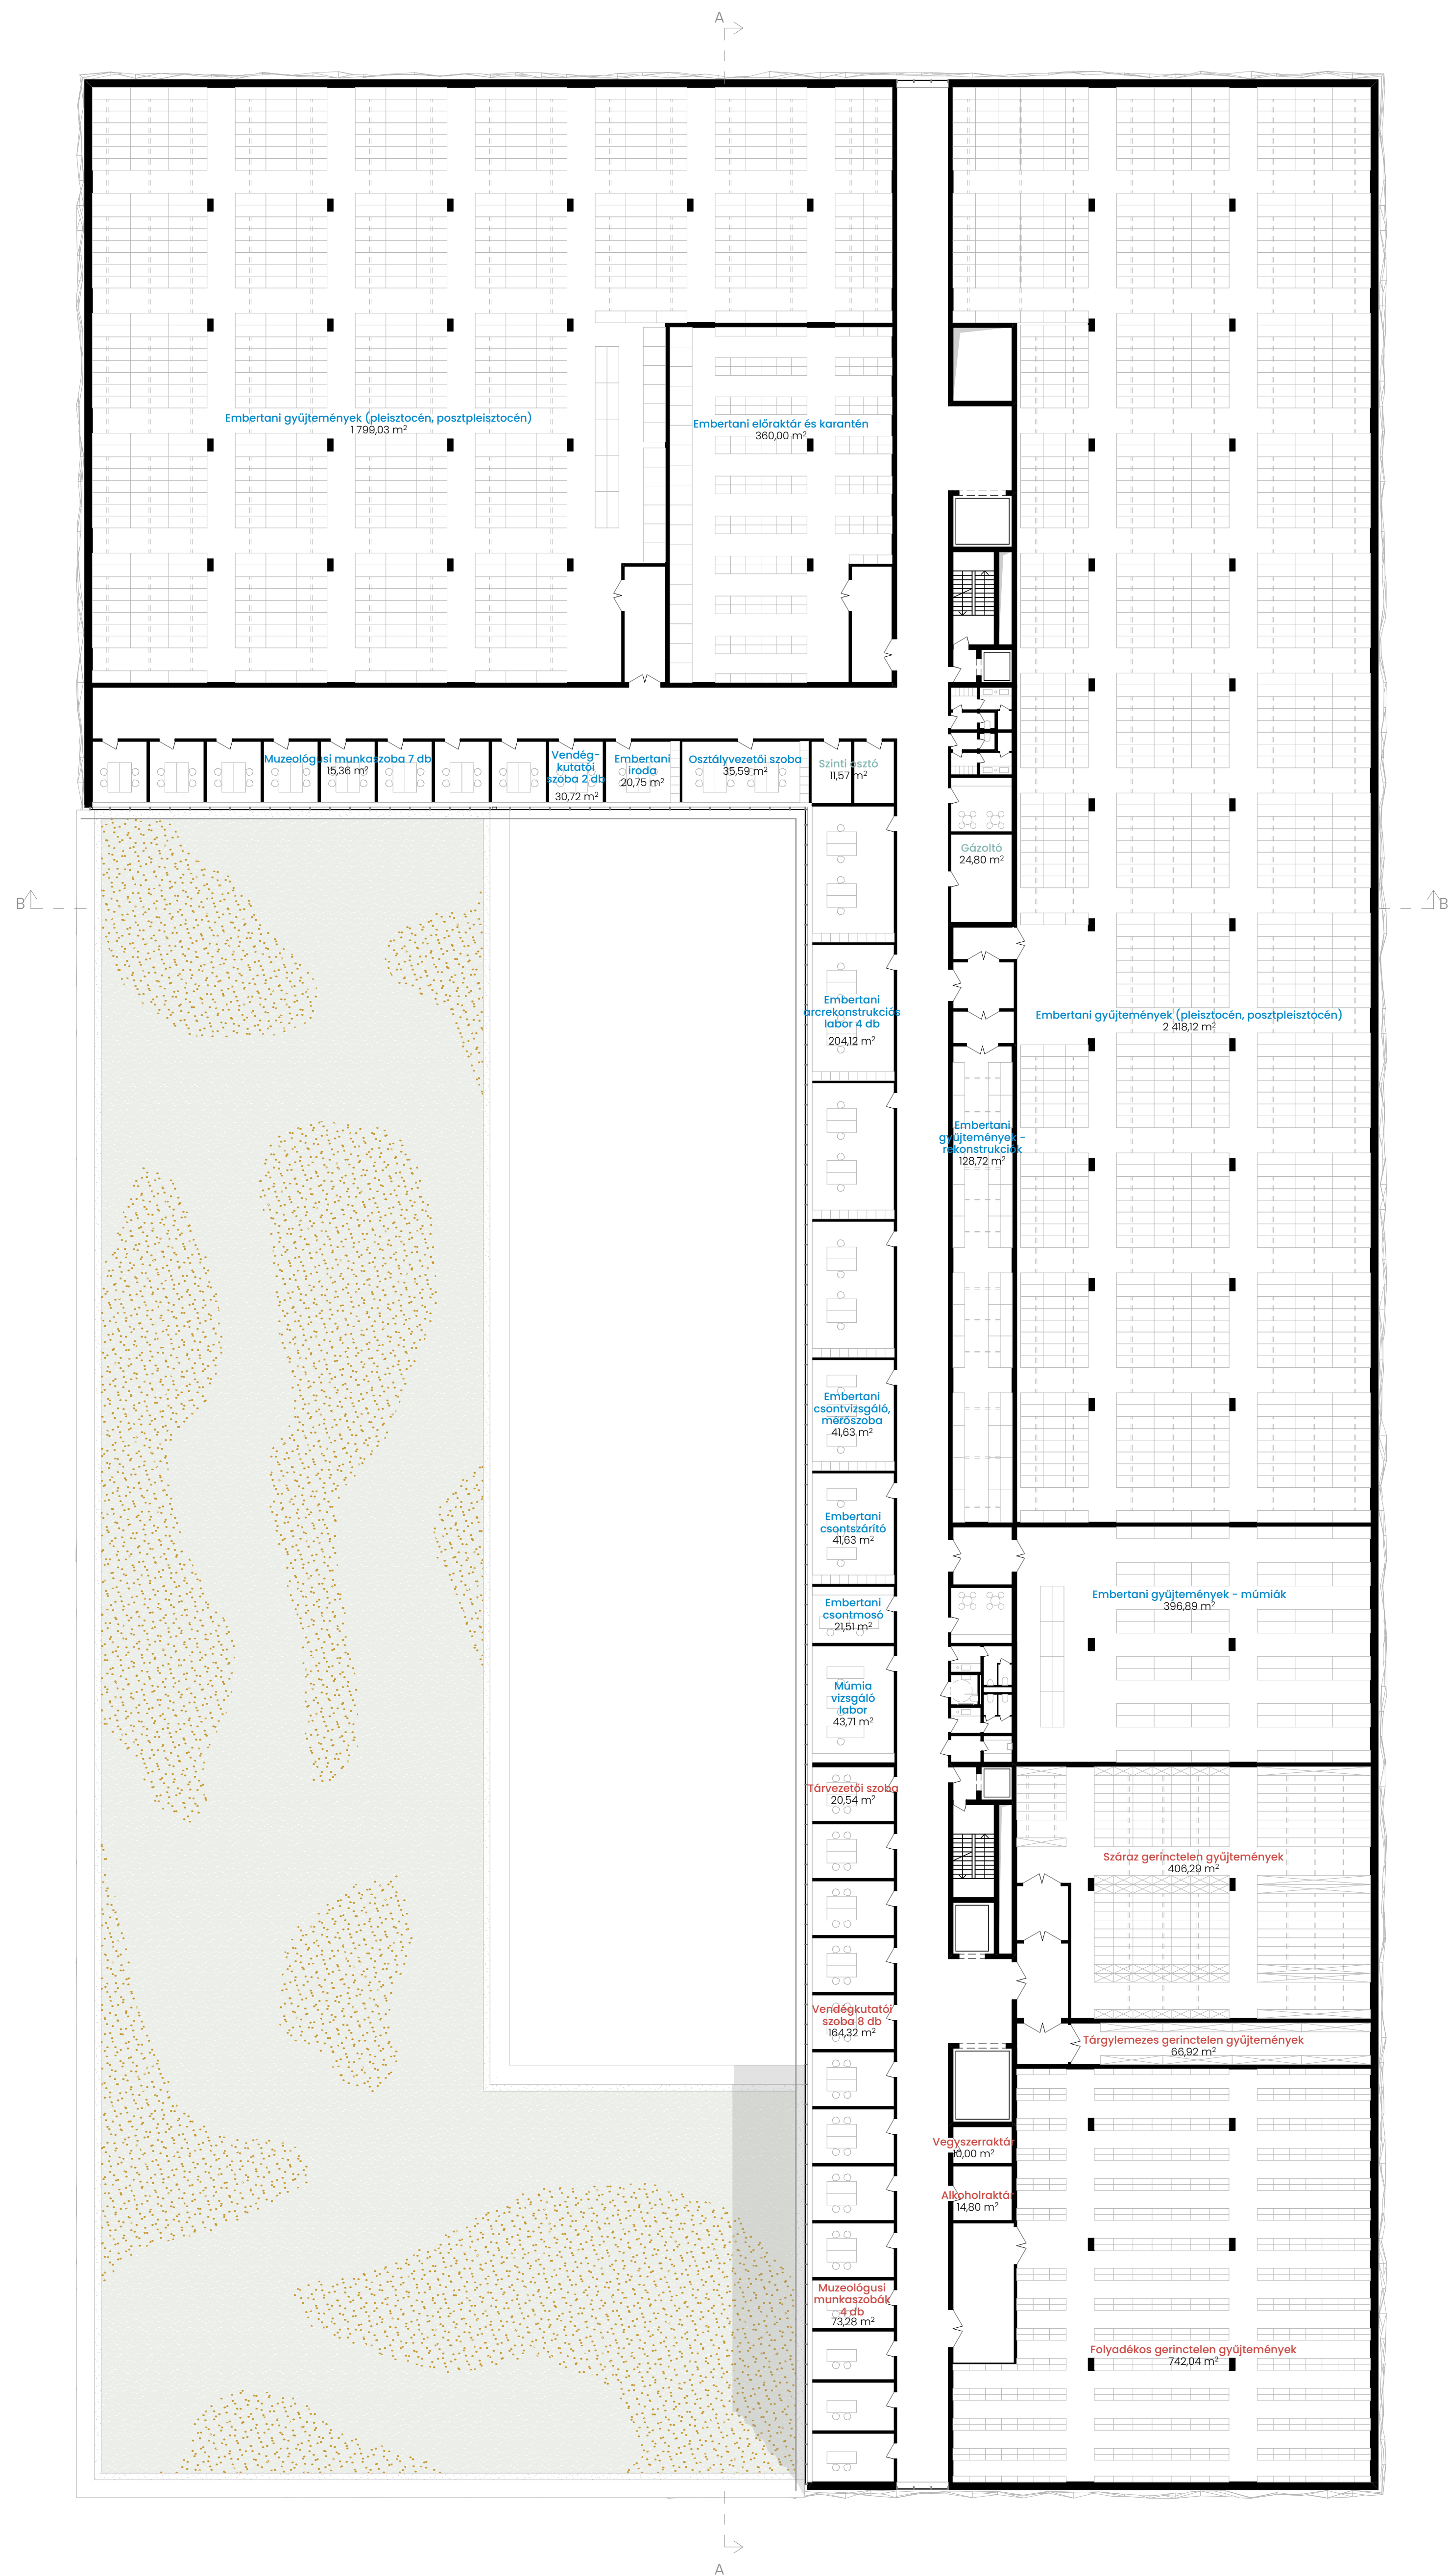 A
Embertani gyűjtemények (pleisztocén, posztpleisztocén)
1 799,03 m²
Embertani előraktár és karantén
360,00 m²
Muzeológusi munkaszoba 7 db
15,36 m²
Vendég-
kutatói
szoba 2 db
30,72 m²
Embertani
iroda
20,75 m²
Osztályvezetői szoba
35,59 m²
Szinti osztó
11,57 m²
Gázoltó
24,80 m²
B
B
Embertani
arcrekonstrukciós
labor 4 db
204,12 m²
Embertani gyűjtemények (pleisztocén, posztpleisztocén)
2 418,12 m²
Embertani
gyűjtemények -
rekonstrukciók
128,72 m²
Embertani
csontvizsgáló,
mérőszoba
41,63 m²
Embertani
csontszárító
41,63 m²
Embertani
csontmosó
21,51 m²
Embertani gyűjtemények - múmiák
396,89 m²
Múmia
vizsgáló
labor
43,71 m²
Tárvezetői szoba
20,54 m²
Száraz gerinctelen gyűjtemények
406,29 m²
Vendégkutatói
szoba 8 db
164,32 m²
Tárgylemezes gerinctelen gyűjtemények
66,92 m²
Vegyszerraktár
10,00 m²
Alkoholraktár
14,80 m²
Muzeológusi
munkaszobák
4 db
73,28 m²
Folyadékos gerinctelen gyűjtemények
742,04 m²
A